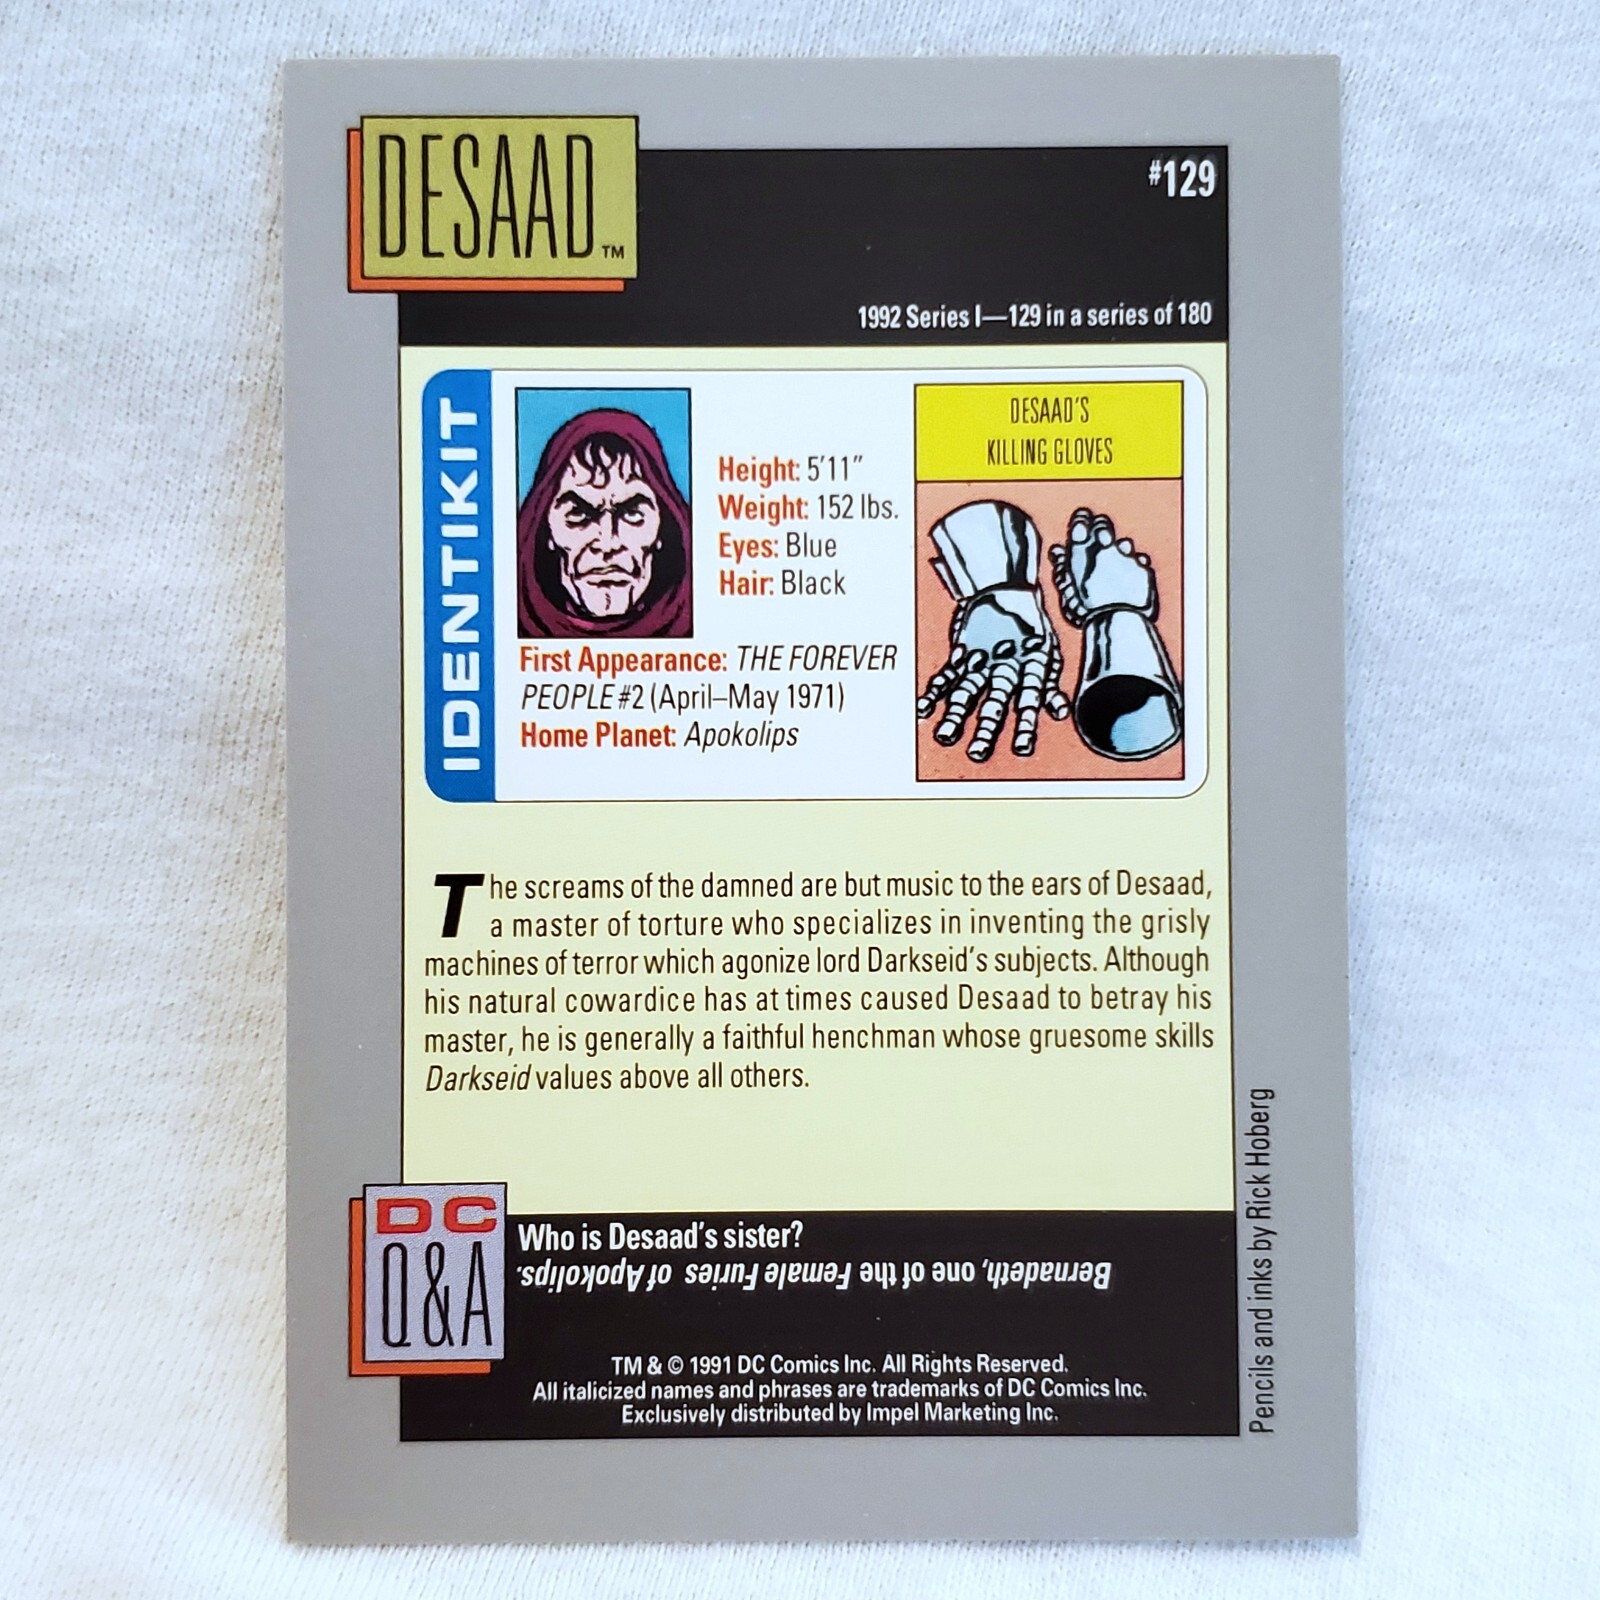 DESAAD™
#129
1992 Series I—129 in a series of 180
IDENTIKIT
Height: 5'11"
Weight: 152 lbs.
Eyes: Blue
Hair: Black
First Appearance: THE FOREVER
PEOPLE #2 (April–May 1971)
Home Planet: Apokolips
DESAAD'S
KILLING GLOVES
The screams of the damned are but music to the ears of Desaad,
a master of torture who specializes in inventing the grisly
machines of terror which agonize lord Darkseid's subjects. Although
his natural cowardice has at times caused Desaad to betray his
master, he is generally a faithful henchman whose gruesome skills
Darkseid values above all others.
DC
Q&A
Who is Desaad's sister?
Bernadeth, one of the Female Furies of Apokolips.
TM & © 1991 DC Comics Inc. All Rights Reserved.
All italicized names and phrases are trademarks of DC Comics Inc.
Exclusively distributed by Impel Marketing Inc.
Pencils and inks by Rick Hoberg